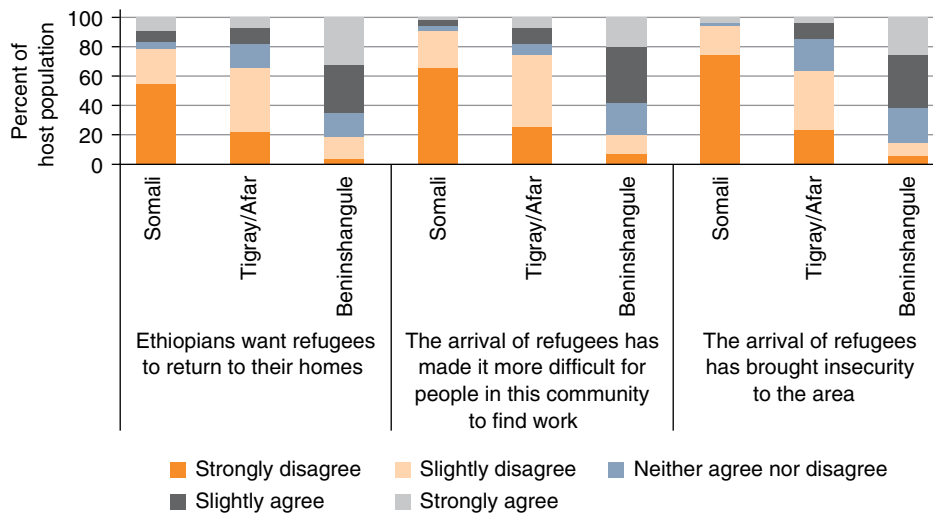 Percent of
host population
100
80
60
40
20
0
Somali
Tigray/Afar
Beninshangule
Somali
Tigray/Afar
Beninshangule
Somali
Tigray/Afar
Beninshangule
Ethiopians want refugees
to return to their homes
The arrival of refugees has
made it more difficult for
people in this community
to find work
The arrival of refugees
has brought insecurity
to the area
Strongly disagree
Slightly disagree
Neither agree nor disagree
Slightly agree
Strongly agree